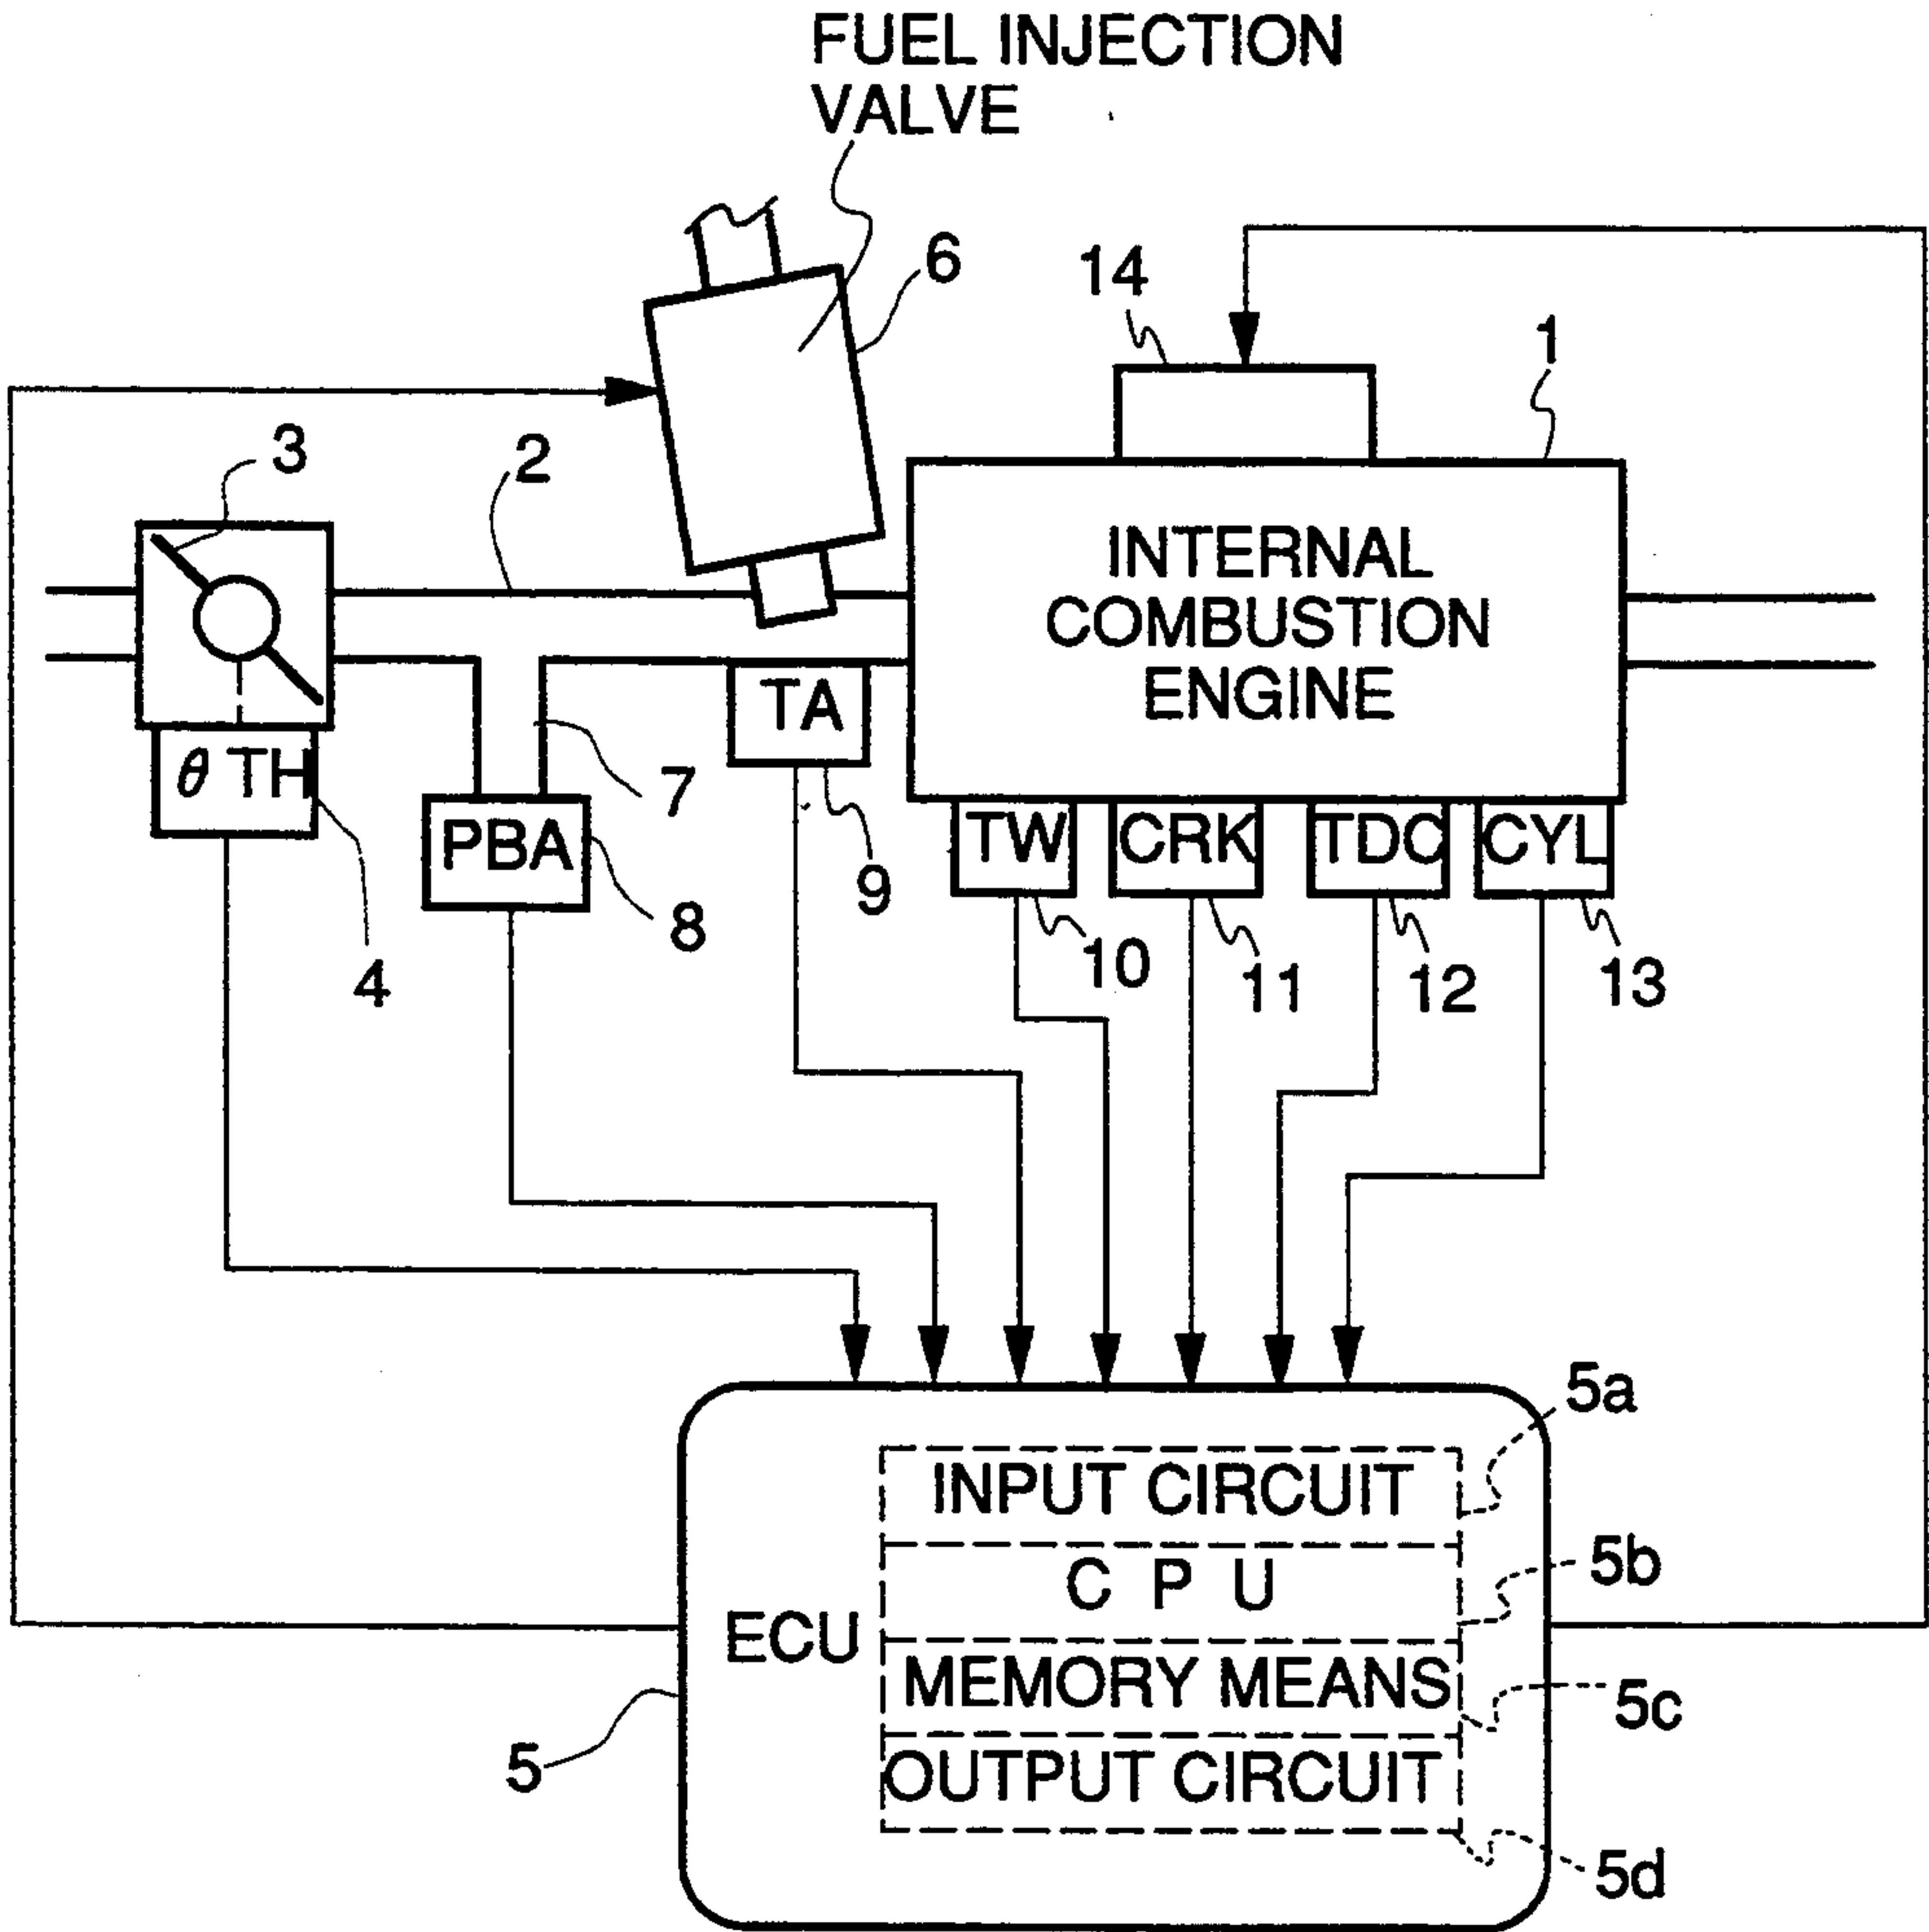 FUEL INJECTION
VALVE
6
14
1
3
2
INTERNAL
COMBUSTION
ENGINE
TA
θ TH
7
PBA
TW
CRK
TDC
CYL
9
8
4
10
11
12
13
5a
INPUT CIRCUIT
C P U
5b
ECU
MEMORY MEANS
5c
OUTPUT CIRCUIT
5
5d